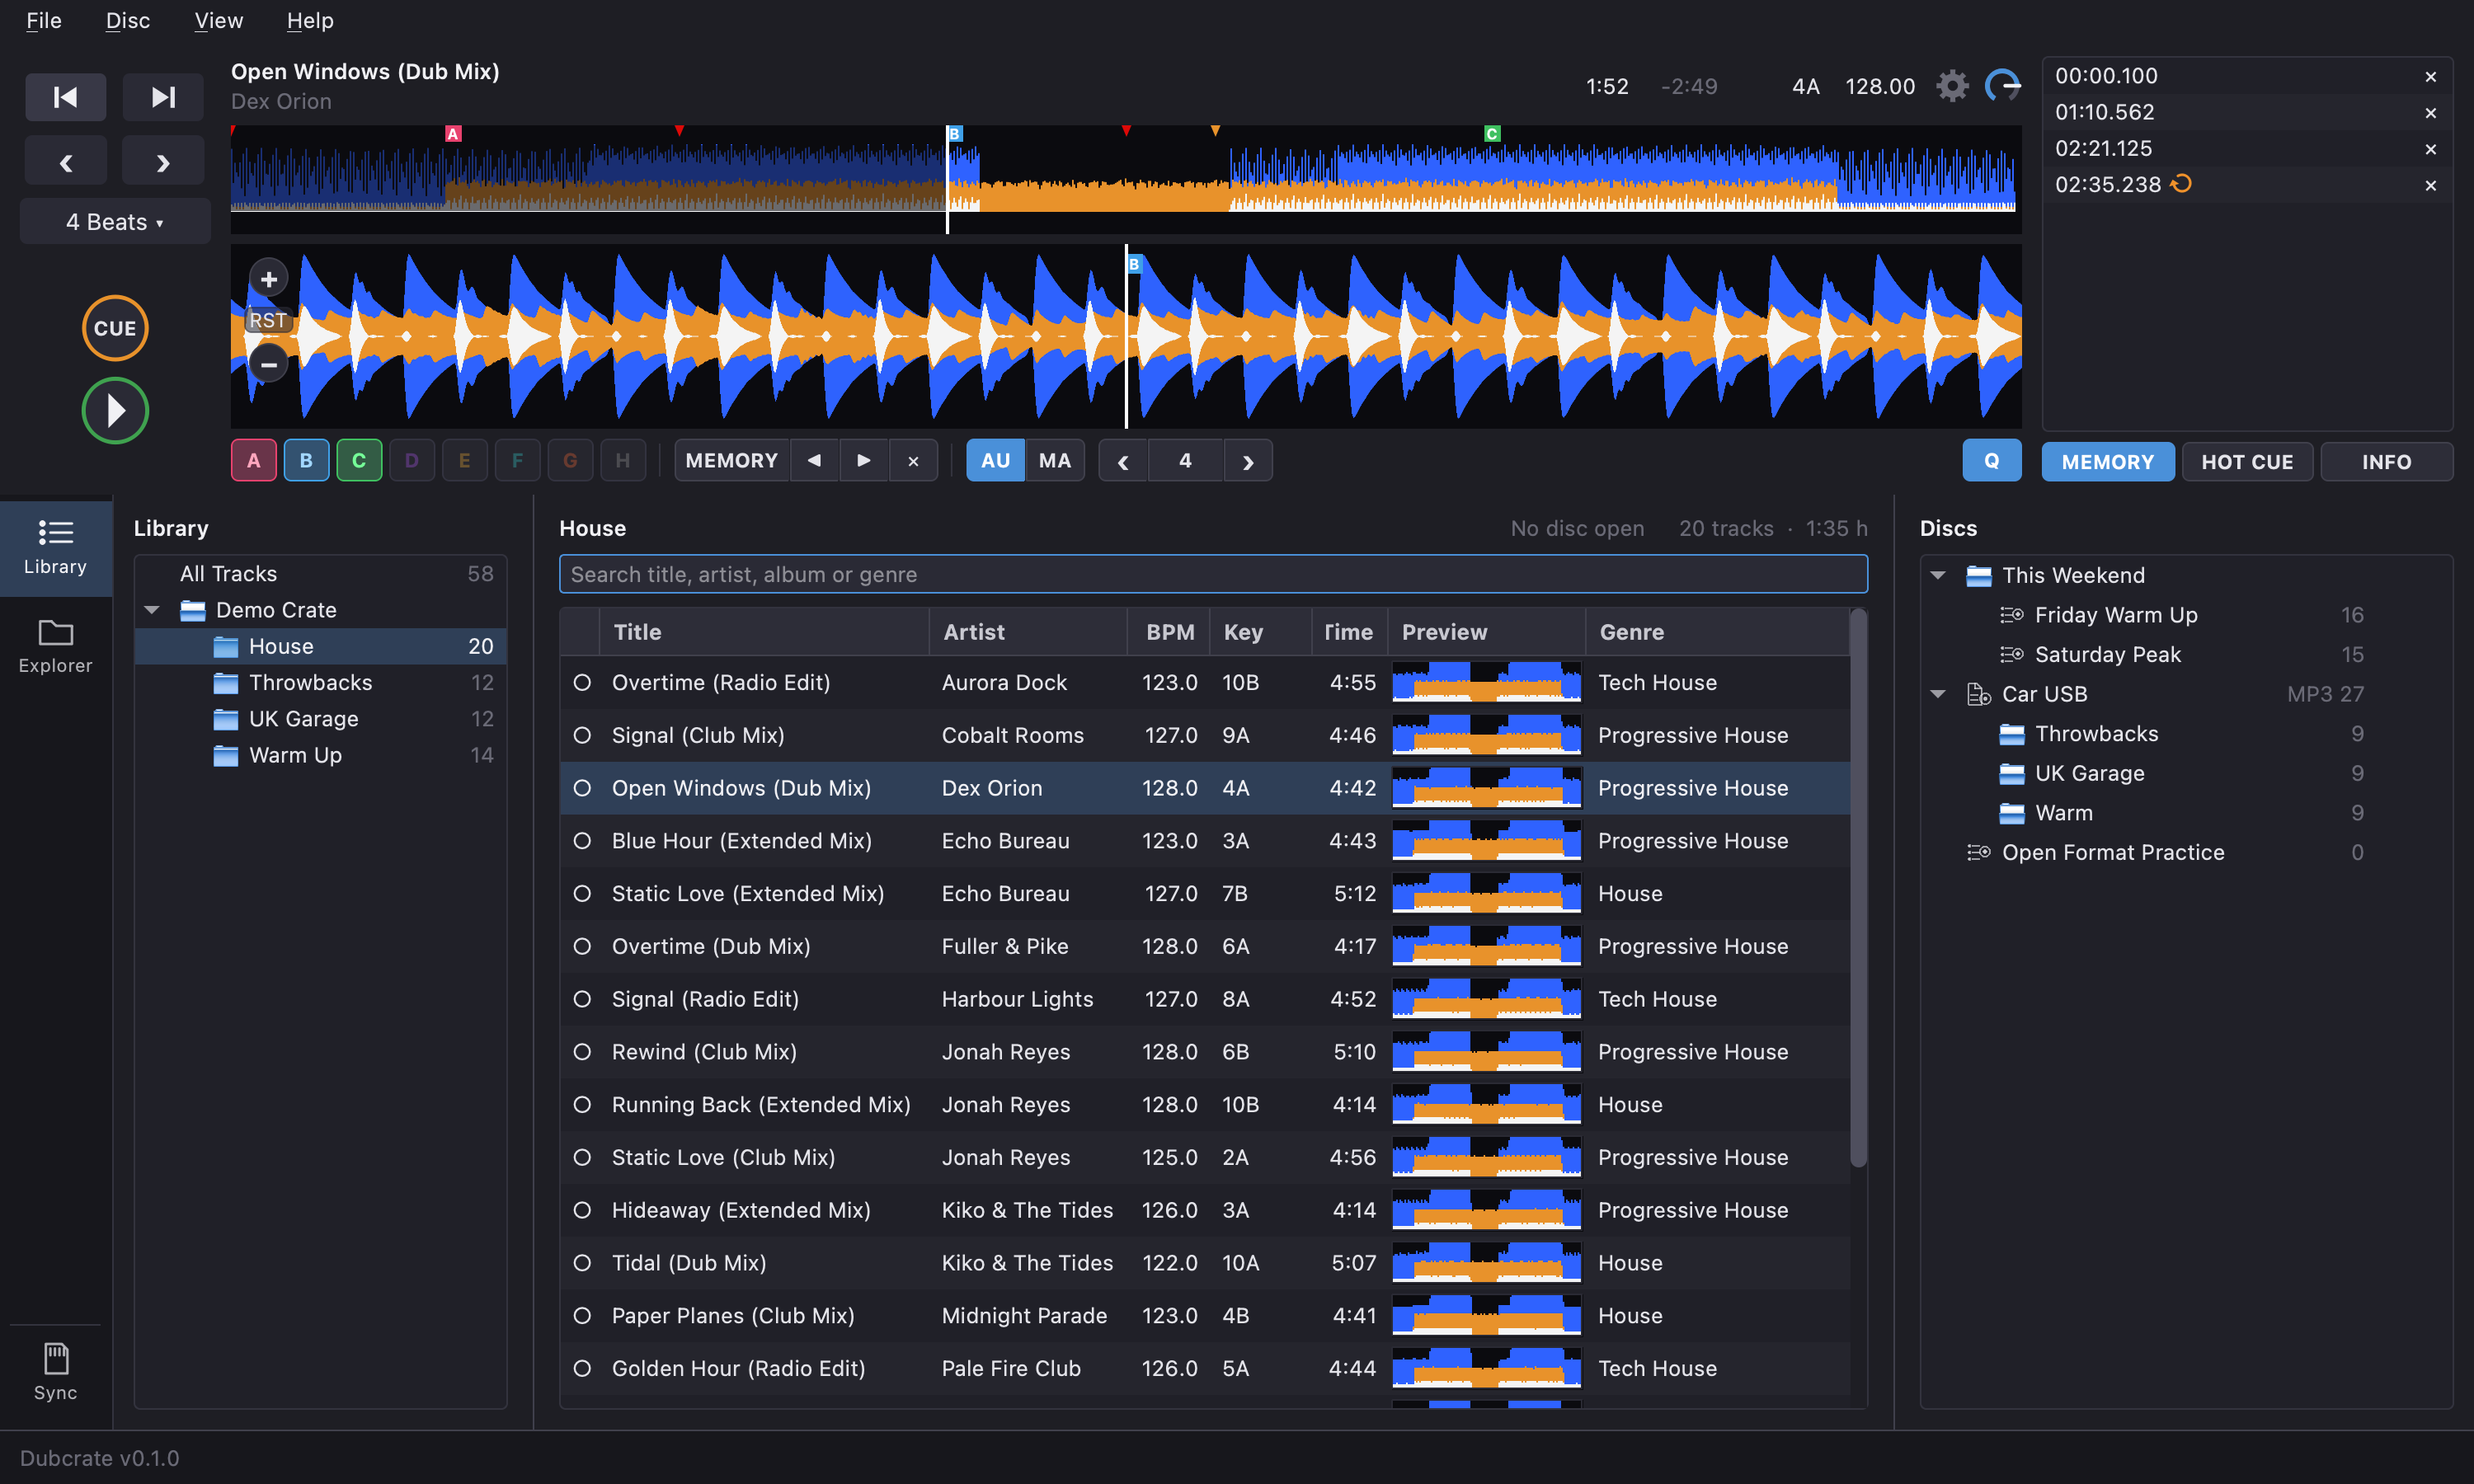 File Disc View Help
Open Windows (Dub Mix)
Dex Orion
1:52 -2:49 4A 128.00
4 Beats
CUE
A B C
B
RST
00:00.100
01:10.562
02:21.125
02:35.238
A B C D E F G H MEMORY AU MA 4 Q
MEMORY HOT CUE INFO
Library
Explorer
Sync
Library
All Tracks 58
Demo Crate
House 20
Throwbacks 12
UK Garage 12
Warm Up 14
House No disc open 20 tracks · 1:35 h
Search title, artist, album or genre
Title Artist BPM Key Time Preview Genre
Overtime (Radio Edit) Aurora Dock 123.0 10B 4:55 Tech House
Signal (Club Mix) Cobalt Rooms 127.0 9A 4:46 Progressive House
Open Windows (Dub Mix) Dex Orion 128.0 4A 4:42 Progressive House
Blue Hour (Extended Mix) Echo Bureau 123.0 3A 4:43 Progressive House
Static Love (Extended Mix) Echo Bureau 127.0 7B 5:12 House
Overtime (Dub Mix) Fuller & Pike 128.0 6A 4:17 Progressive House
Signal (Radio Edit) Harbour Lights 127.0 8A 4:52 Tech House
Rewind (Club Mix) Jonah Reyes 128.0 6B 5:10 Progressive House
Running Back (Extended Mix) Jonah Reyes 128.0 10B 4:14 House
Static Love (Club Mix) Jonah Reyes 125.0 2A 4:56 Progressive House
Hideaway (Extended Mix) Kiko & The Tides 126.0 3A 4:14 Progressive House
Tidal (Dub Mix) Kiko & The Tides 122.0 10A 5:07 House
Paper Planes (Club Mix) Midnight Parade 123.0 4B 4:41 House
Golden Hour (Radio Edit) Pale Fire Club 126.0 5A 4:44 Tech House
Discs
This Weekend
Friday Warm Up 16
Saturday Peak 15
Car USB MP3 27
Throwbacks 9
UK Garage 9
Warm 9
Open Format Practice 0
Dubcrate v0.1.0